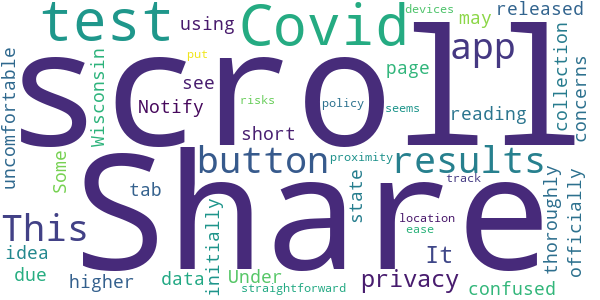 devices
may
released
using
test
Covid
app
put
see
page
uncomfortable
Wisconsin
scroll
Notify
risks
policy
seems
reading
collection
concerns
short
Some
button
results
proximity
thoroughly
officially
Share
tab
track
This
initially
state
location
ease
It
idea
due
higher
data
Under
privacy
confused
straightforward